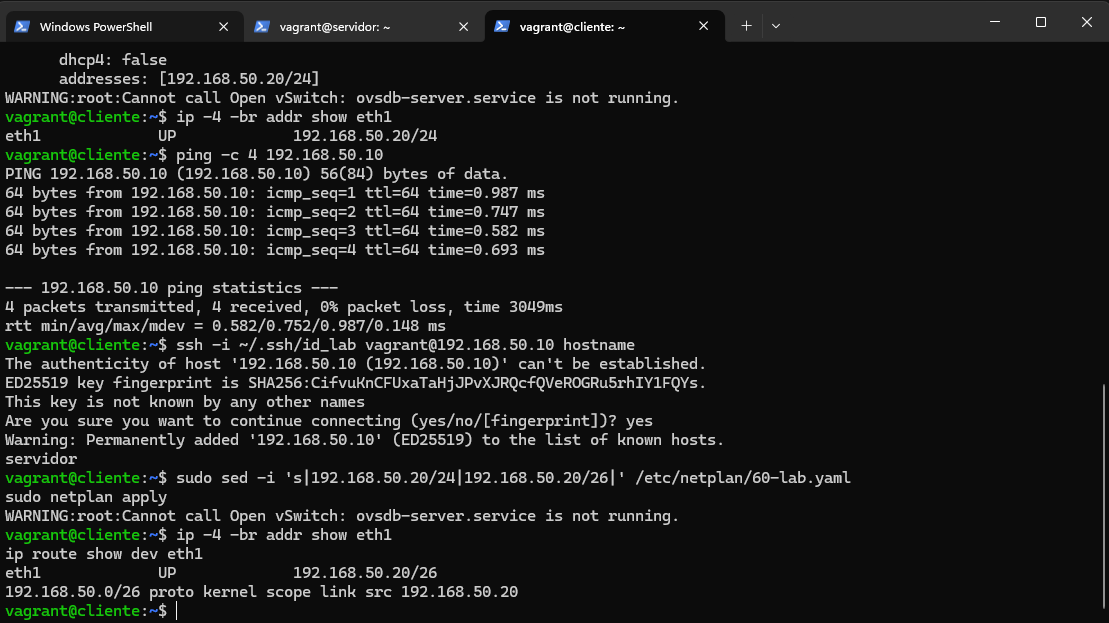 Windows PowerShell
vagrant@servidor: ~
vagrant@cliente: ~
dhcp4: false
addresses: [192.168.50.20/24]
WARNING:root:Cannot call Open vSwitch: ovsdb-server.service is not running.
vagrant@cliente:~$ ip -4 -br addr show eth1
eth1 UP 192.168.50.20/24
vagrant@cliente:~$ ping -c 4 192.168.50.10
PING 192.168.50.10 (192.168.50.10) 56(84) bytes of data.
64 bytes from 192.168.50.10: icmp_seq=1 ttl=64 time=0.987 ms
64 bytes from 192.168.50.10: icmp_seq=2 ttl=64 time=0.747 ms
64 bytes from 192.168.50.10: icmp_seq=3 ttl=64 time=0.582 ms
64 bytes from 192.168.50.10: icmp_seq=4 ttl=64 time=0.693 ms
--- 192.168.50.10 ping statistics ---
4 packets transmitted, 4 received, 0% packet loss, time 3049ms
rtt min/avg/max/mdev = 0.582/0.752/0.987/0.148 ms
vagrant@cliente:~$ ssh -i ~/.ssh/id_lab vagrant@192.168.50.10 hostname
The authenticity of host '192.168.50.10 (192.168.50.10)' can't be established.
ED25519 key fingerprint is SHA256:CifvuKnCFUxaTaHjJPvXJRQcfQVeROGRu5rhIY1FQYs.
This key is not known by any other names
Are you sure you want to continue connecting (yes/no/[fingerprint])? yes
Warning: Permanently added '192.168.50.10' (ED25519) to the list of known hosts.
servidor
vagrant@cliente:~$ sudo sed -i 's|192.168.50.20/24|192.168.50.20/26|' /etc/netplan/60-lab.yaml
sudo netplan apply
WARNING:root:Cannot call Open vSwitch: ovsdb-server.service is not running.
vagrant@cliente:~$ ip -4 -br addr show eth1
ip route show dev eth1
eth1 UP 192.168.50.20/26
192.168.50.0/26 proto kernel scope link src 192.168.50.20
vagrant@cliente:~$